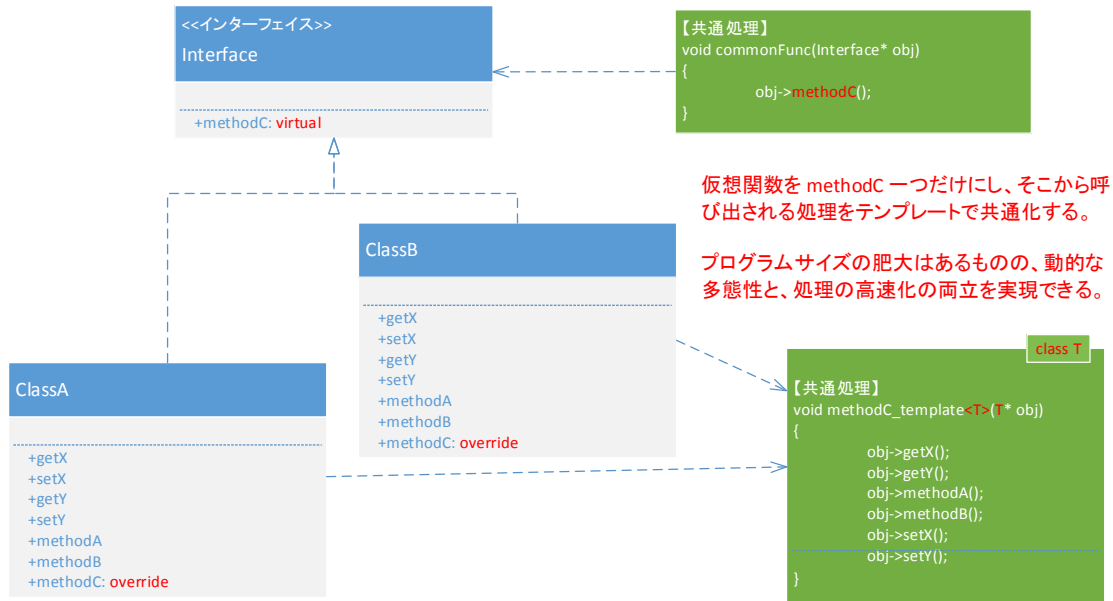 <<インターフェイス>>
Interface
+methodC: virtual
【共通処理】
void commonFunc(Interface* obj)
{
obj->methodC();
}
仮想関数を methodC 一つだけにし、そこから呼
び出される処理をテンプレートで共通化する。
プログラムサイズの肥大はあるものの、動的な
多態性と、処理の高速化の両立を実現できる。
ClassB
+getX
+setX
+getY
+setY
+methodA
+methodB
+methodC: override
ClassA
+getX
+setX
+getY
+setY
+methodA
+methodB
+methodC: override
class T
【共通処理】
void methodC_template<T>(T* obj)
{
obj->getX();
obj->getY();
obj->methodA();
obj->methodB();
obj->setX();
obj->setY();
}